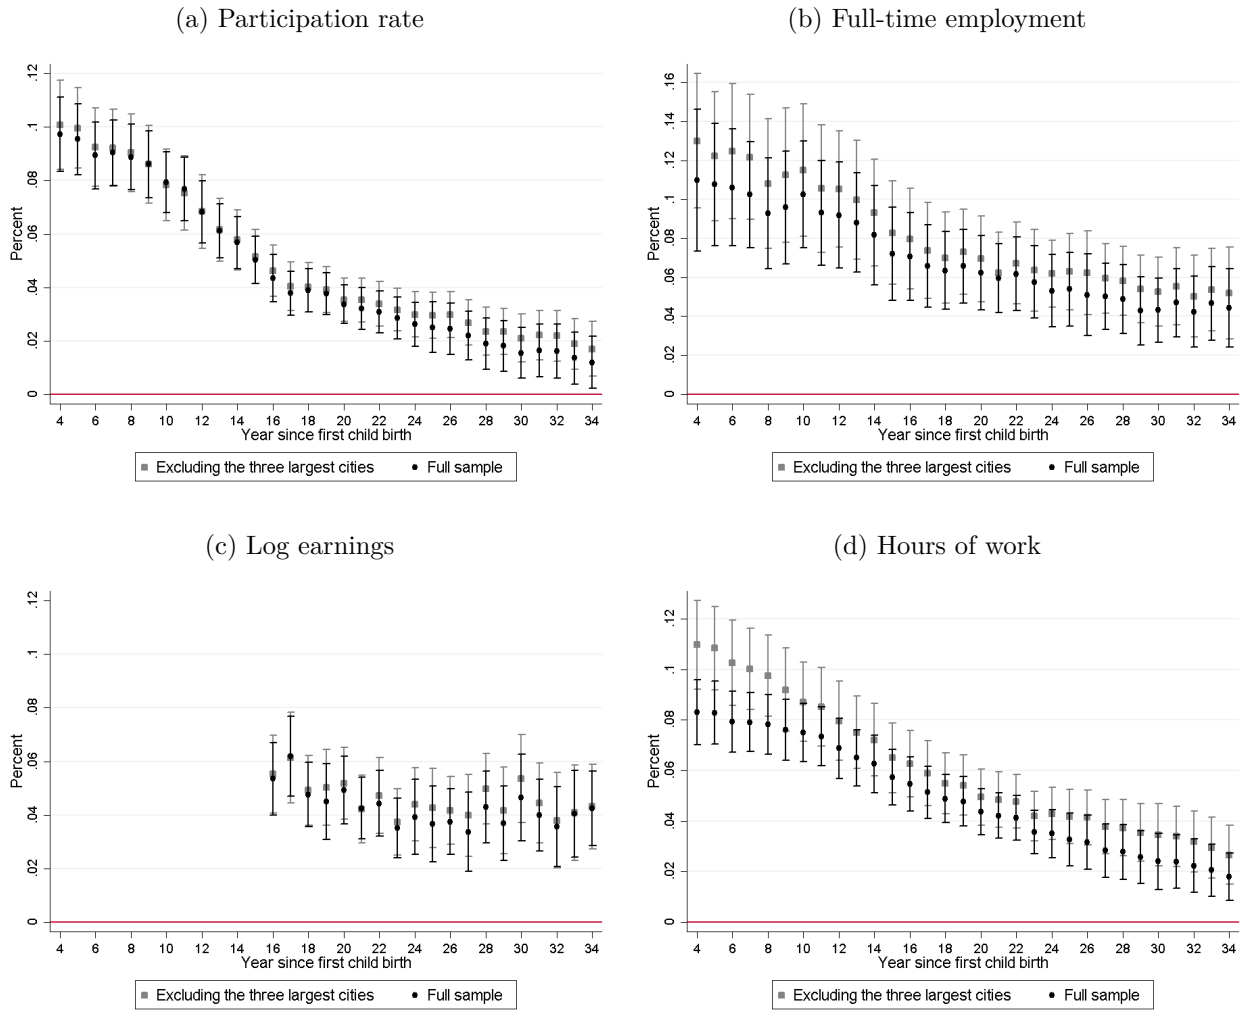 (a) Participation rate
.12
.1
.08
.06
.04
.02
0
Percent
4 6 8 10 12 14 16 18 20 22 24 26 28 30 32 34
Year since first child birth
Excluding the three largest cities Full sample
(b) Full-time employment
.16
.14
.12
.1
.08
.06
.04
.02
0
Percent
4 6 8 10 12 14 16 18 20 22 24 26 28 30 32 34
Year since first child birth
Excluding the three largest cities Full sample
(c) Log earnings
.12
.1
.08
.06
.04
.02
0
Percent
4 6 8 10 12 14 16 18 20 22 24 26 28 30 32 34
Year since first child birth
Excluding the three largest cities Full sample
(d) Hours of work
.12
.1
.08
.06
.04
.02
0
Percent
4 6 8 10 12 14 16 18 20 22 24 26 28 30 32 34
Year since first child birth
Excluding the three largest cities Full sample